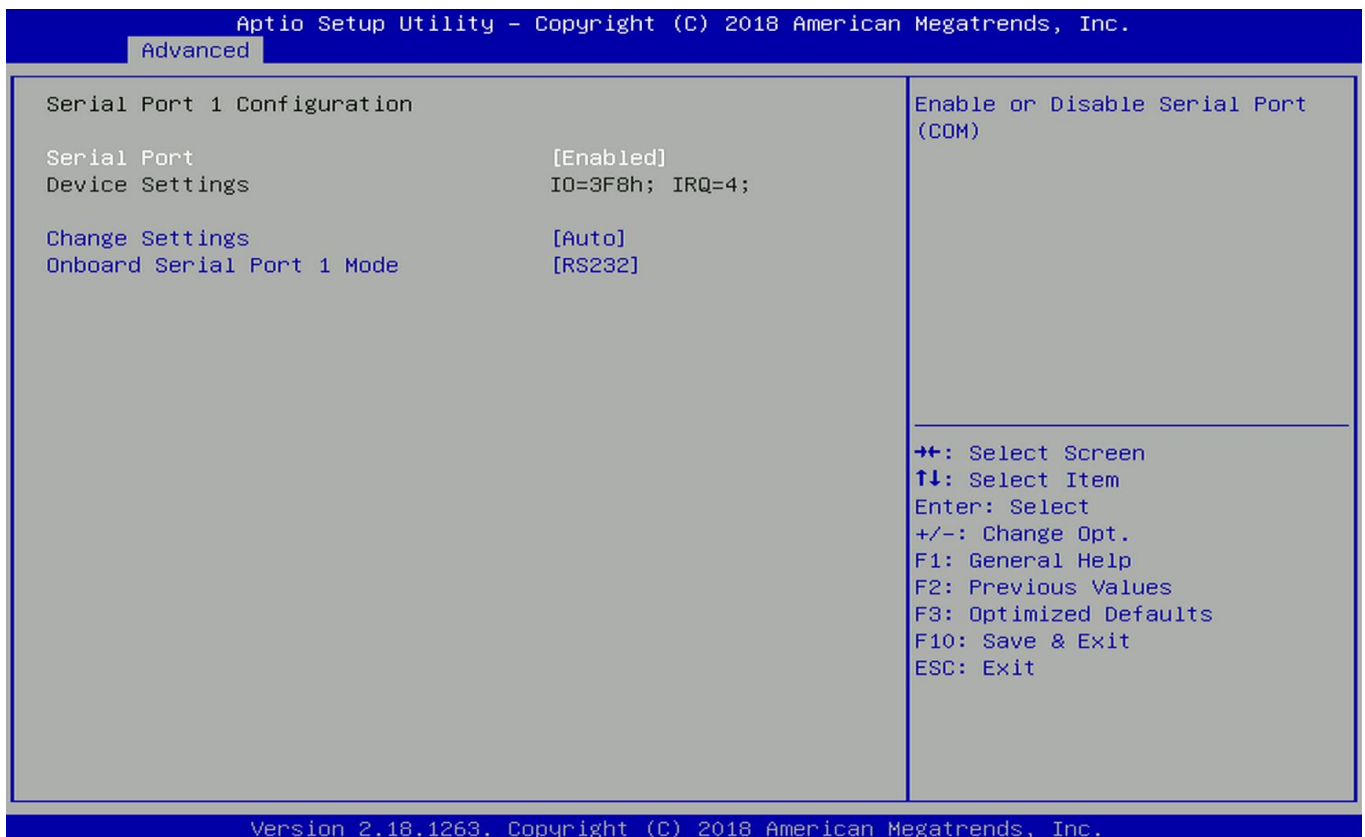 Aptio Setup Utility – Copyright (C) 2018 American Megatrends, Inc.
Advanced
Serial Port 1 Configuration
Serial Port [Enabled]
Device Settings IO=3F8h; IRQ=4;
Change Settings [Auto]
Onboard Serial Port 1 Mode [RS232]
Enable or Disable Serial Port
(COM)
→←: Select Screen
↑↓: Select Item
Enter: Select
+/-: Change Opt.
F1: General Help
F2: Previous Values
F3: Optimized Defaults
F10: Save & Exit
ESC: Exit
Version 2.18.1263. Copyright (C) 2018 American Megatrends, Inc.